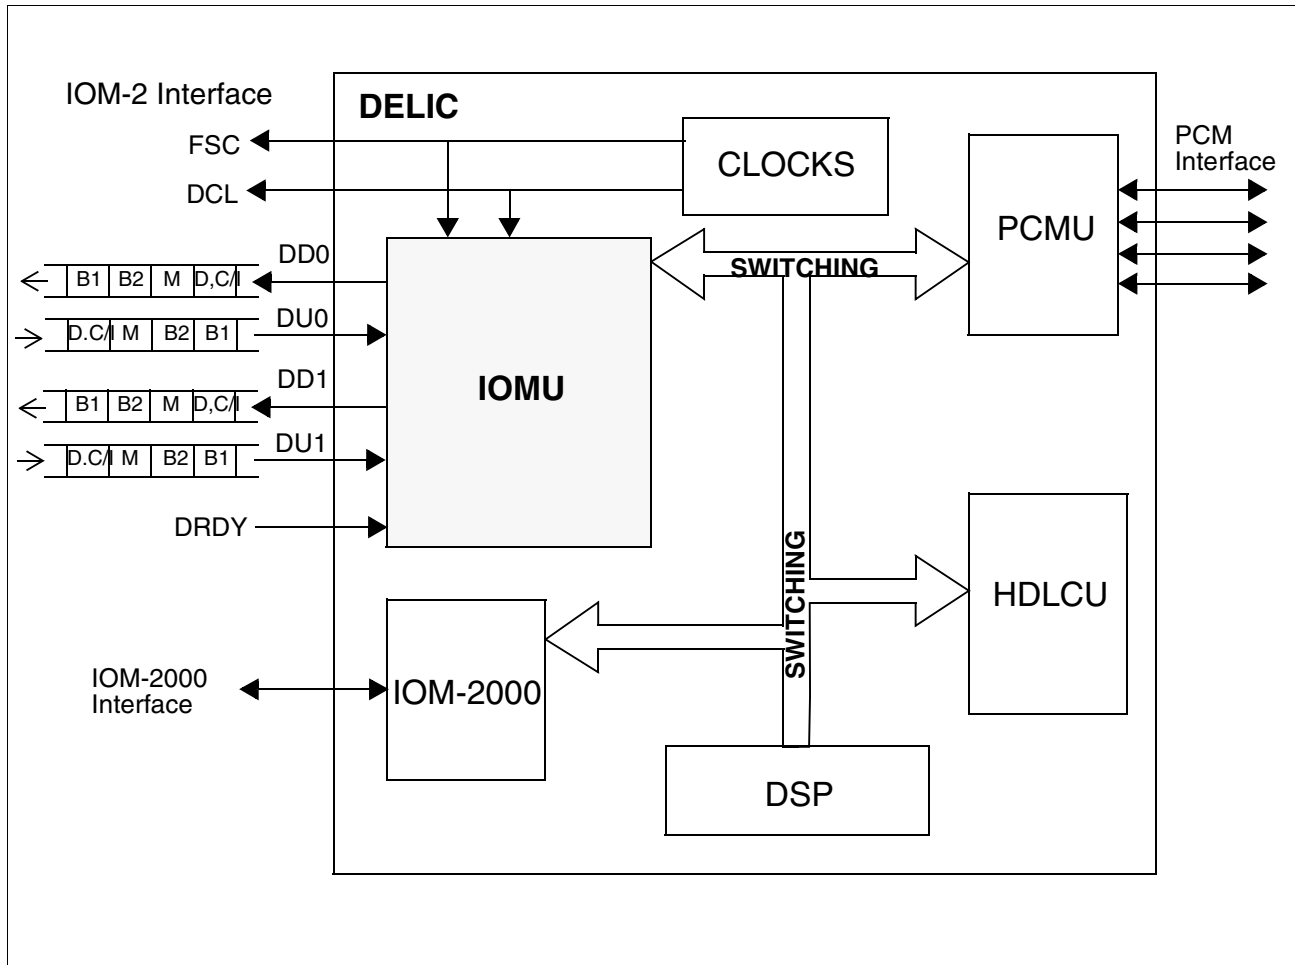 IOM-2 Interface
DELIC
FSC
CLOCKS
PCM
Interface
DCL
PCMU
DD0
SWITCHING
B1 B2 M D,C/I
DU0
D.C/I M B2 B1
DD1
IOMU
B1 B2 M D,C/I
DU1
D.C/I M B2 B1
DRDY
SWITCHING
HDLCU
IOM-2000
Interface
IOM-2000
DSP